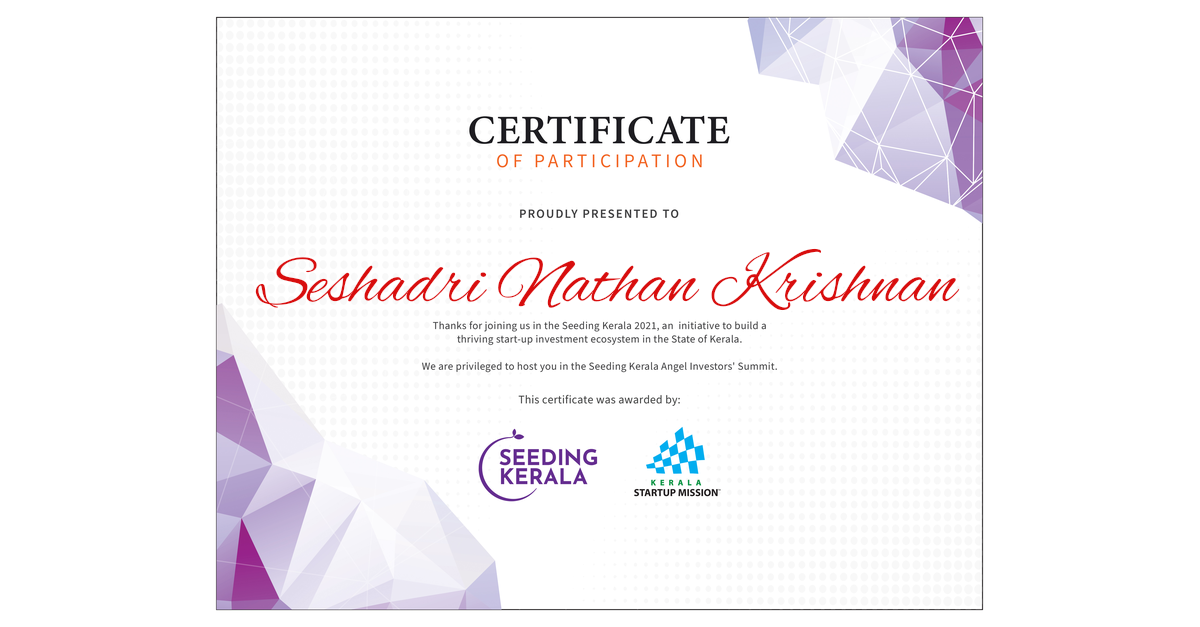 CERTIFICATE
OF PARTICIPATION
PROUDLY PRESENTED TO
Seshadri Nathan Krishnan
Thanks for joining us in the Seeding Kerala 2021, an initiative to build a
thriving start-up investment ecosystem in the State of Kerala.
We are privileged to host you in the Seeding Kerala Angel Investors' Summit.
This certificate was awarded by:
SEEDING
KERALA
KERALA
STARTUP MISSION